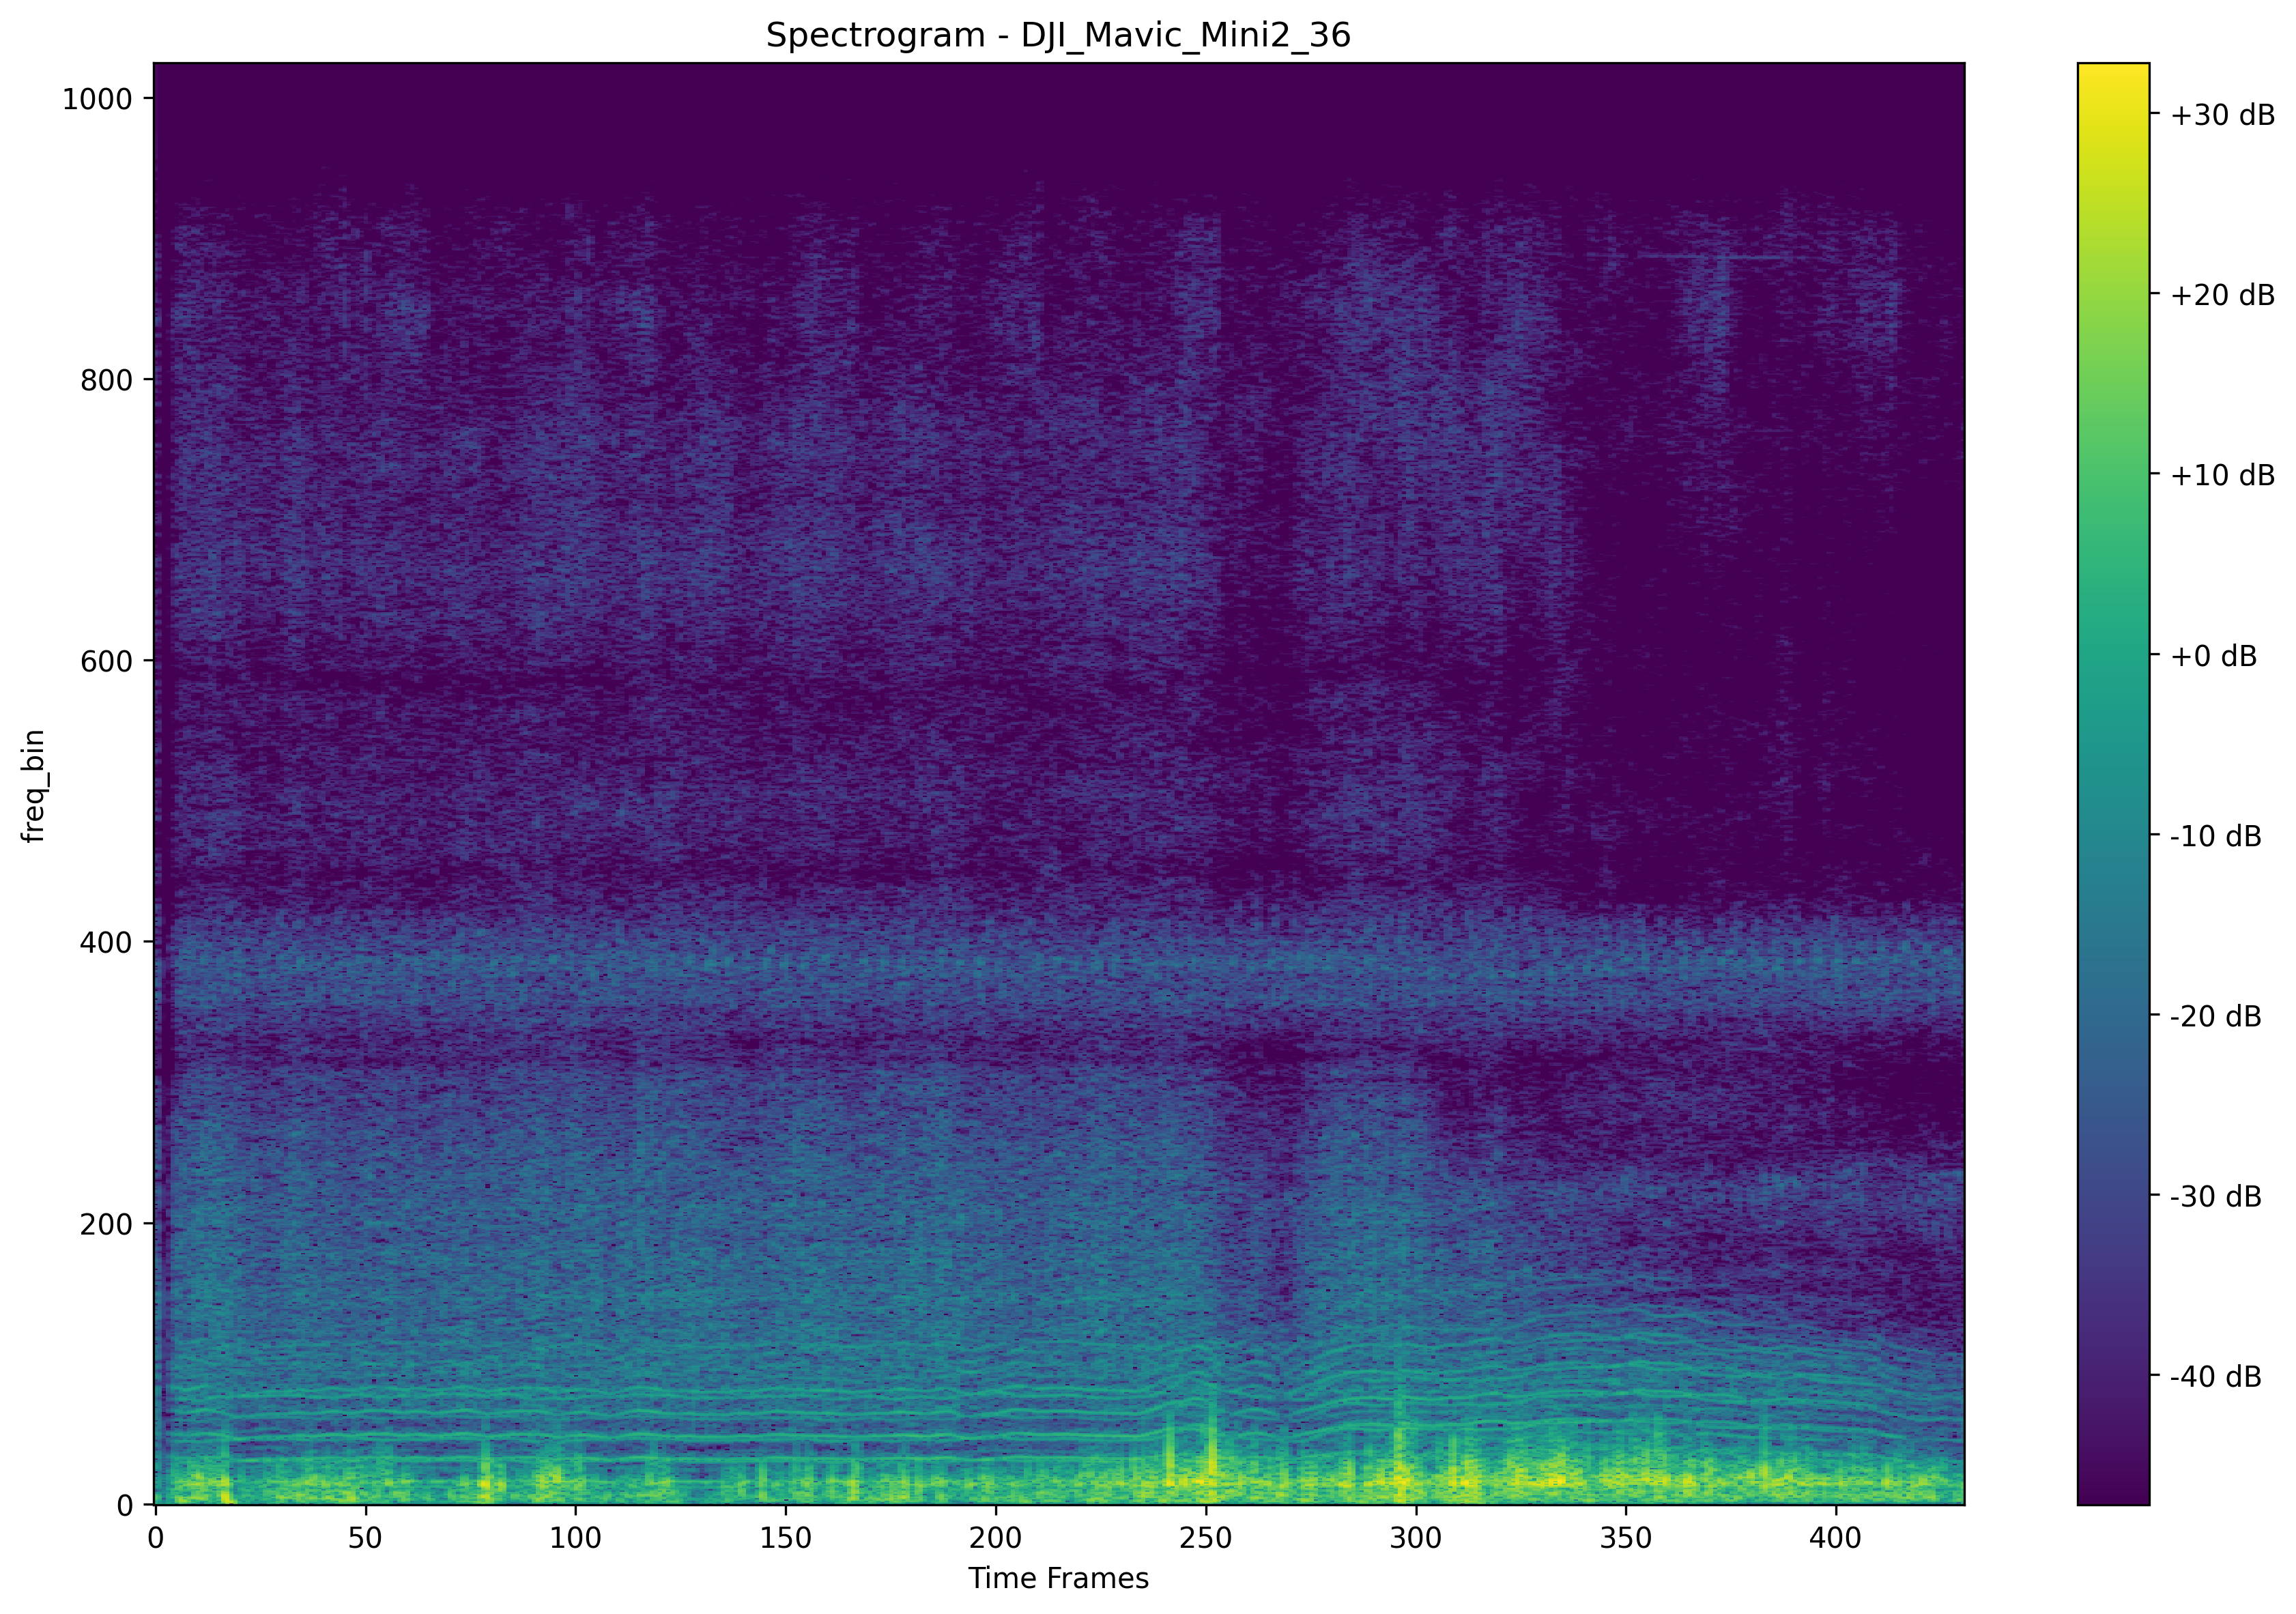 Spectrogram - DJI_Mavic_Mini2_36
1000
800
600
400
200
0
freq_bin
0 50 100 150 200 250 300 350 400
Time Frames
+30 dB
+20 dB
+10 dB
+0 dB
-10 dB
-20 dB
-30 dB
-40 dB